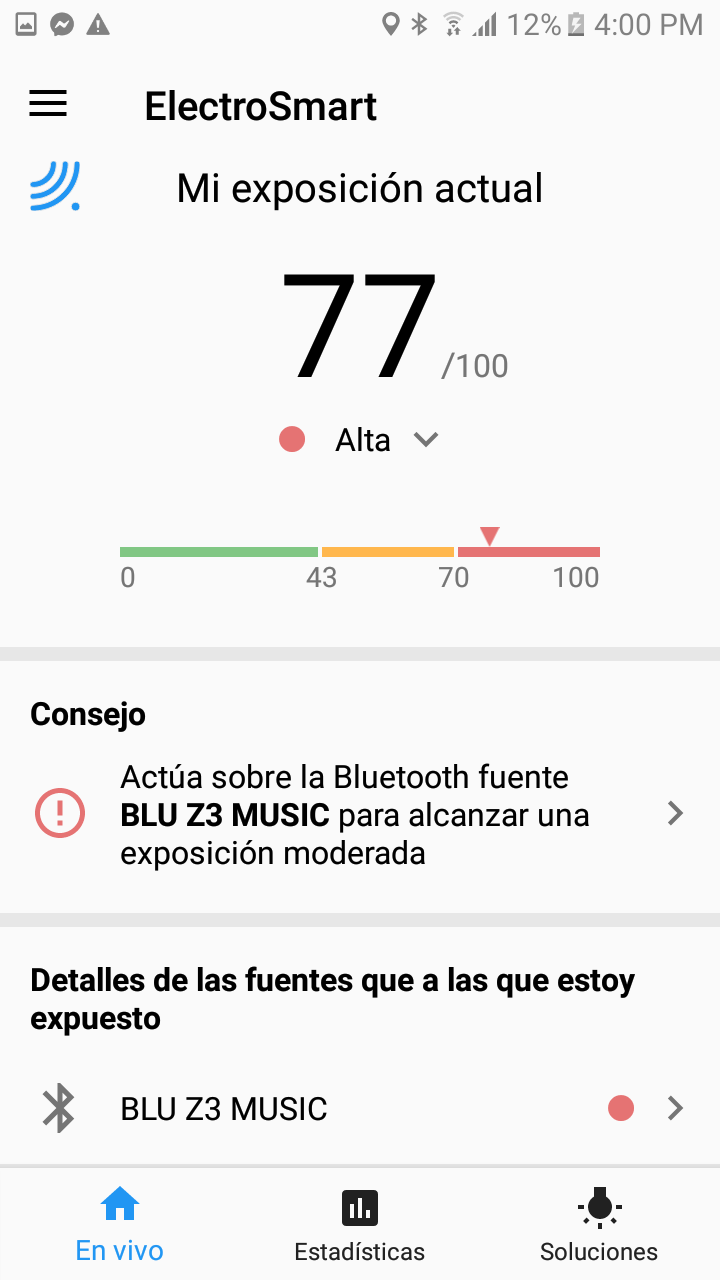 12% 4:00 PM
ElectroSmart
Mi exposición actual
77/100
Alta
0 43 70 100
Consejo
Actúa sobre la Bluetooth fuente
BLU Z3 MUSIC para alcanzar una
exposición moderada
Detalles de las fuentes que a las que estoy
expuesto
BLU Z3 MUSIC
En vivo Estadísticas Soluciones